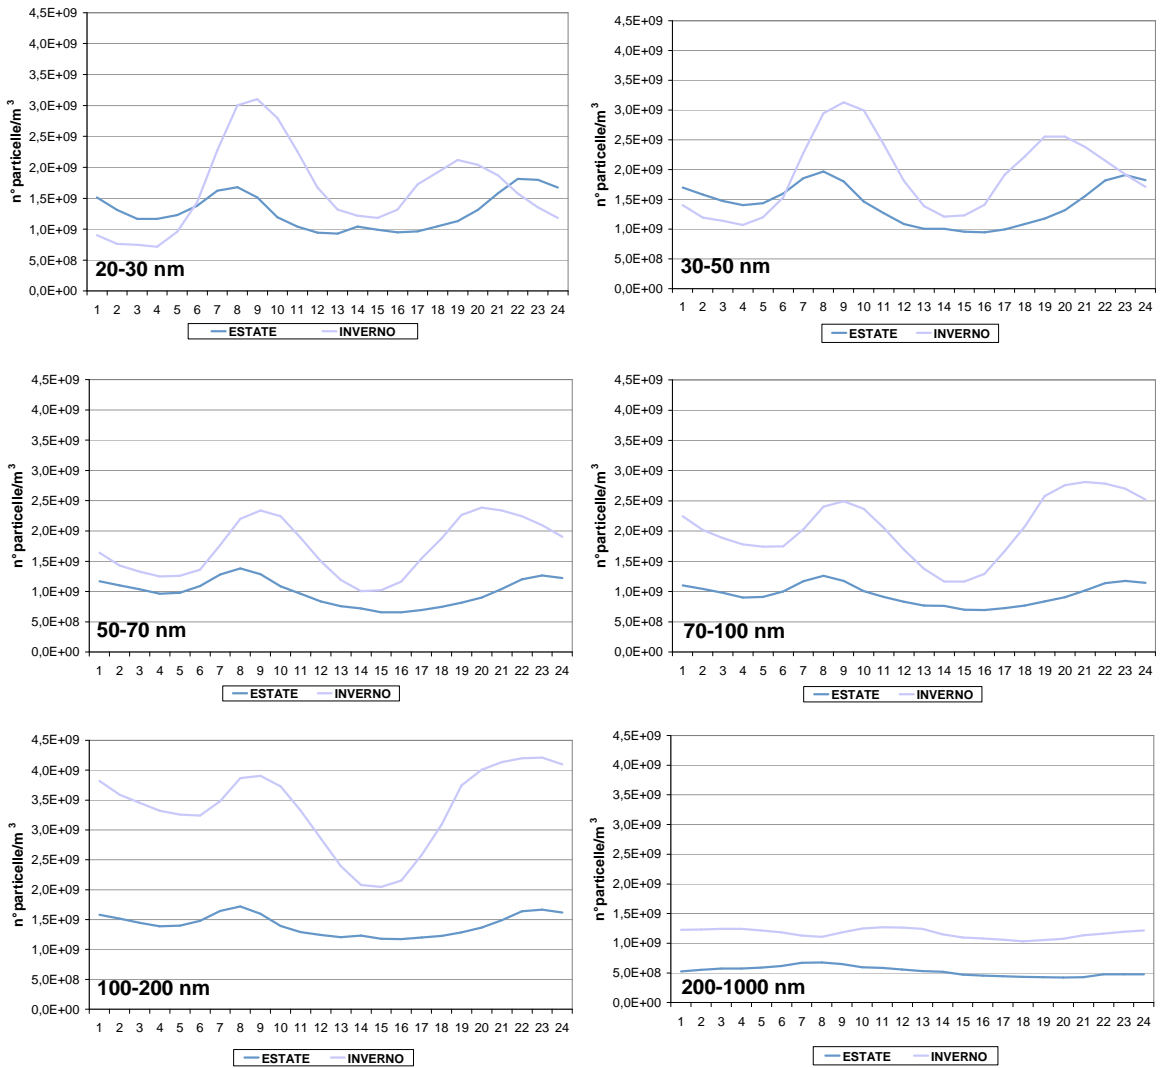 4,5E+09
4,0E+09
3,5E+09
3,0E+09
2,5E+09
2,0E+09
1,5E+09
1,0E+09
5,0E+08
0,0E+00
n° particelle/m³
20-30 nm
1 2 3 4 5 6 7 8 9 10 11 12 13 14 15 16 17 18 19 20 21 22 23 24
ESTATE INVERNO
4,5E+09
4,0E+09
3,5E+09
3,0E+09
2,5E+09
2,0E+09
1,5E+09
1,0E+09
5,0E+08
0,0E+00
n° particelle/m³
30-50 nm
1 2 3 4 5 6 7 8 9 10 11 12 13 14 15 16 17 18 19 20 21 22 23 24
ESTATE INVERNO
4,5E+09
4,0E+09
3,5E+09
3,0E+09
2,5E+09
2,0E+09
1,5E+09
1,0E+09
5,0E+08
0,0E+00
n° particelle/m³
50-70 nm
1 2 3 4 5 6 7 8 9 10 11 12 13 14 15 16 17 18 19 20 21 22 23 24
ESTATE INVERNO
4,5E+09
4,0E+09
3,5E+09
3,0E+09
2,5E+09
2,0E+09
1,5E+09
1,0E+09
5,0E+08
0,0E+00
n° particelle/m³
70-100 nm
1 2 3 4 5 6 7 8 9 10 11 12 13 14 15 16 17 18 19 20 21 22 23 24
ESTATE INVERNO
4,5E+09
4,0E+09
3,5E+09
3,0E+09
2,5E+09
2,0E+09
1,5E+09
1,0E+09
5,0E+08
0,0E+00
n° particelle/m³
100-200 nm
1 2 3 4 5 6 7 8 9 10 11 12 13 14 15 16 17 18 19 20 21 22 23 24
ESTATE INVERNO
4,5E+09
4,0E+09
3,5E+09
3,0E+09
2,5E+09
2,0E+09
1,5E+09
1,0E+09
5,0E+08
0,0E+00
n° particelle/m³
200-1000 nm
1 2 3 4 5 6 7 8 9 10 11 12 13 14 15 16 17 18 19 20 21 22 23 24
ESTATE INVERNO